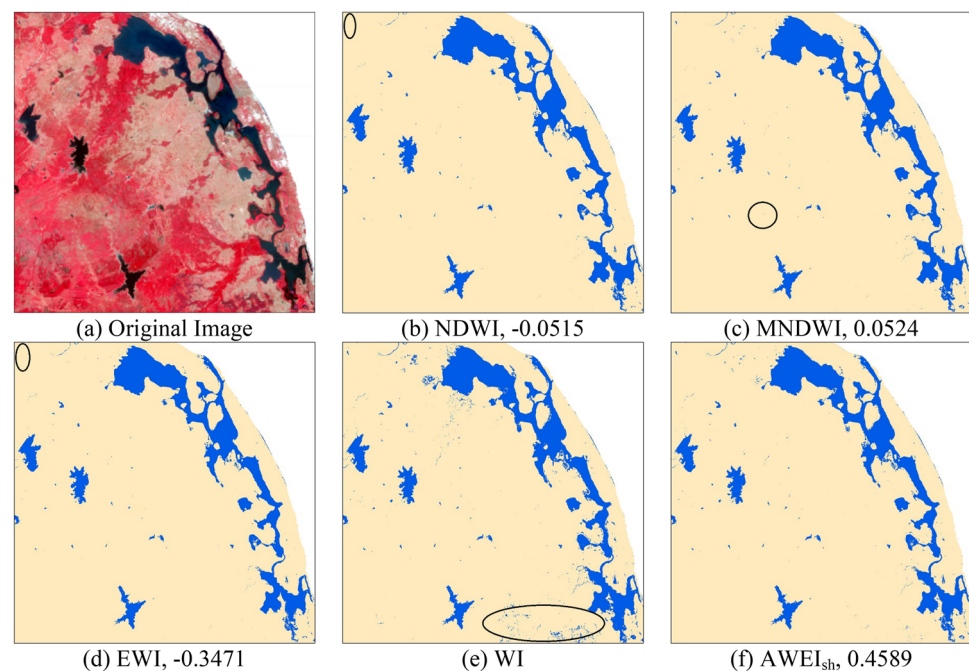 (a) Original Image
(b) NDWI, -0.0515
(c) MNDWI, 0.0524
(d) EWI, -0.3471
(e) WI
(f) AWEIsh, 0.4589